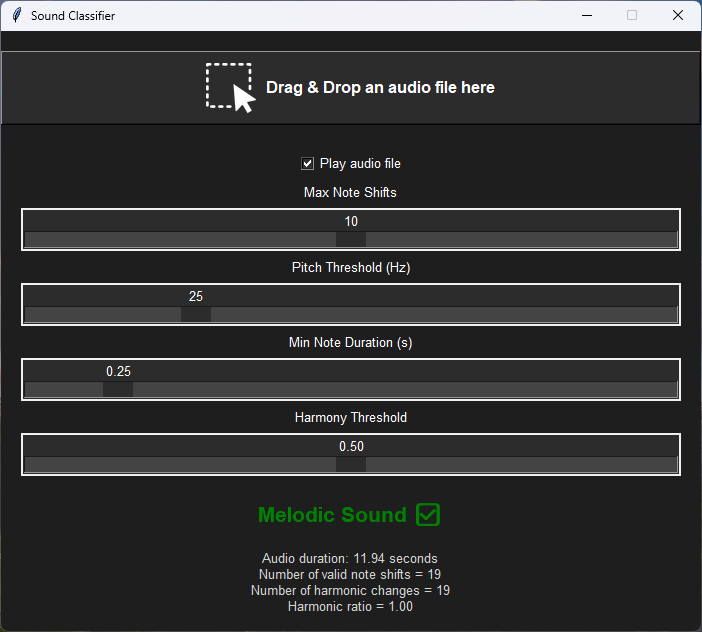 Sound Classifier
Drag & Drop an audio file here
Play audio file
Max Note Shifts
10
Pitch Threshold (Hz)
25
Min Note Duration (s)
0.25
Harmony Threshold
0.50
Melodic Sound
Audio duration: 11.94 seconds
Number of valid note shifts = 19
Number of harmonic changes = 19
Harmonic ratio = 1.00